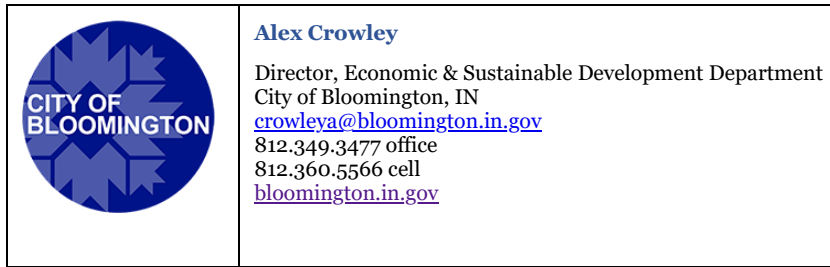 CITY OF
BLOOMINGTON
Alex Crowley
Director, Economic & Sustainable Development Department
City of Bloomington, IN
crowleya@bloomington.in.gov
812.349.3477 office
812.360.5566 cell
bloomington.in.gov